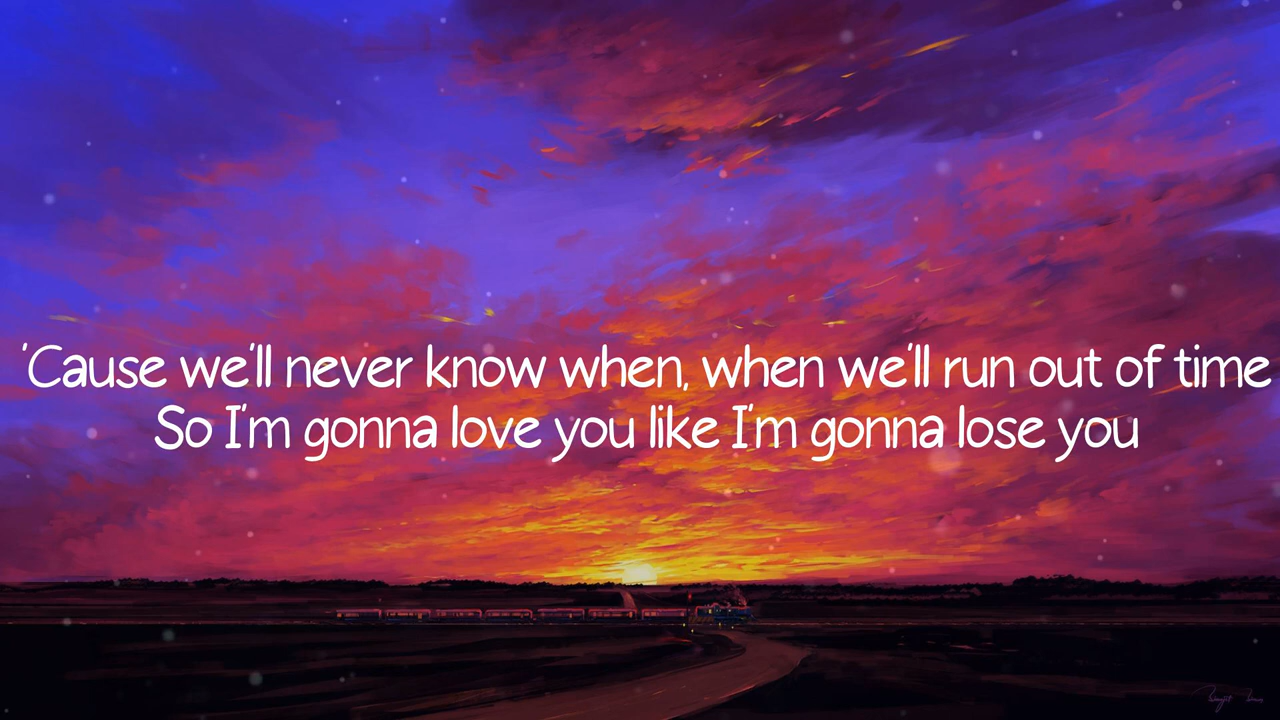 'Cause we'll never know when, when we'll run out of time
So I'm gonna love you like I'm gonna lose you